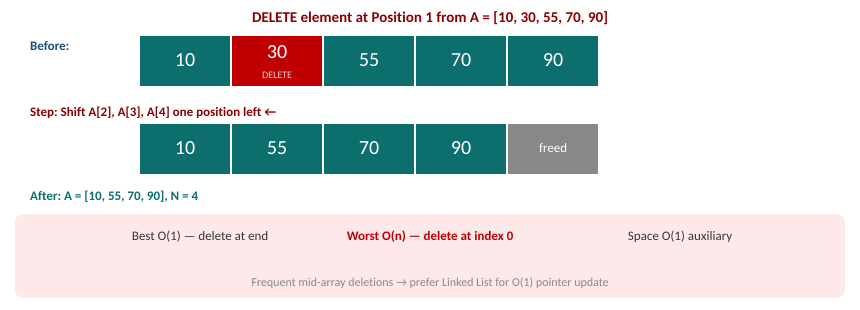 DELETE element at Position 1 from A = [10, 30, 55, 70, 90]
Before:
10 30 55 70 90
DELETE
Step: Shift A[2], A[3], A[4] one position left ←
10 55 70 90 freed
After: A = [10, 55, 70, 90], N = 4
Best O(1) — delete at end Worst O(n) — delete at index 0 Space O(1) auxiliary
Frequent mid-array deletions → prefer Linked List for O(1) pointer update